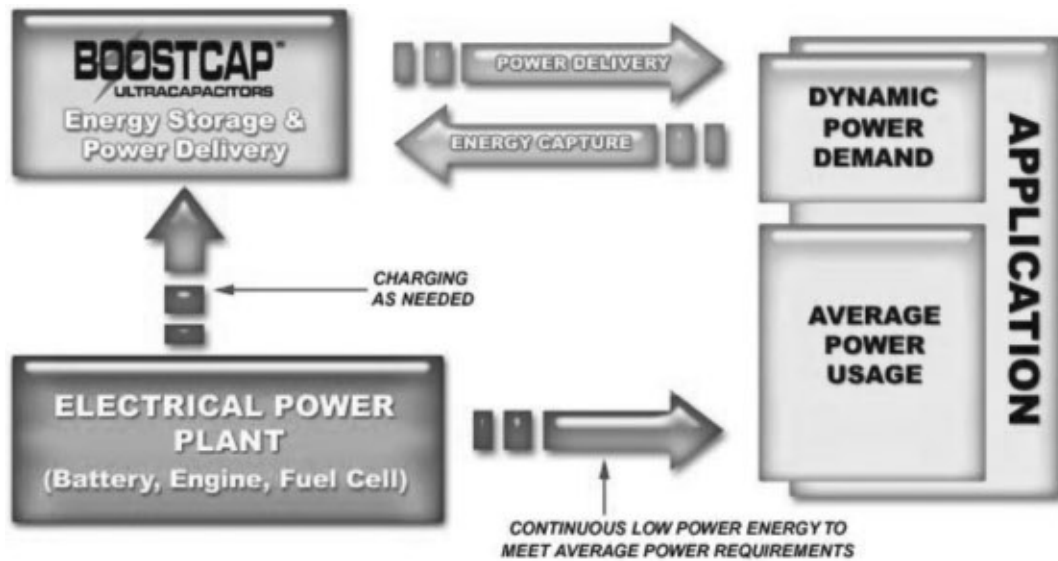 BOOSTCAP™
ULTRACAPACITORS
Energy Storage &
Power Delivery
POWER DELIVERY
ENERGY CAPTURE
DYNAMIC
POWER
DEMAND
APPLICATION
AVERAGE
POWER
USAGE
CHARGING
AS NEEDED
ELECTRICAL POWER
PLANT
(Battery, Engine, Fuel Cell)
CONTINUOUS LOW POWER ENERGY TO
MEET AVERAGE POWER REQUIREMENTS